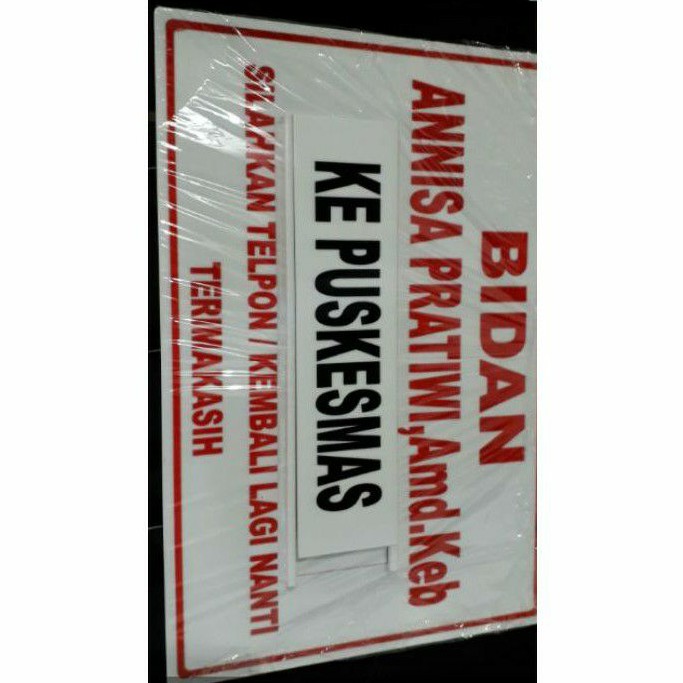 BIDAN
ANNISA PRATIWI,Amd.Keb
KE PUSKESMAS
SILAHKAN TELPON / KEMBALI LAGI NANTI
TERIMAKASIH